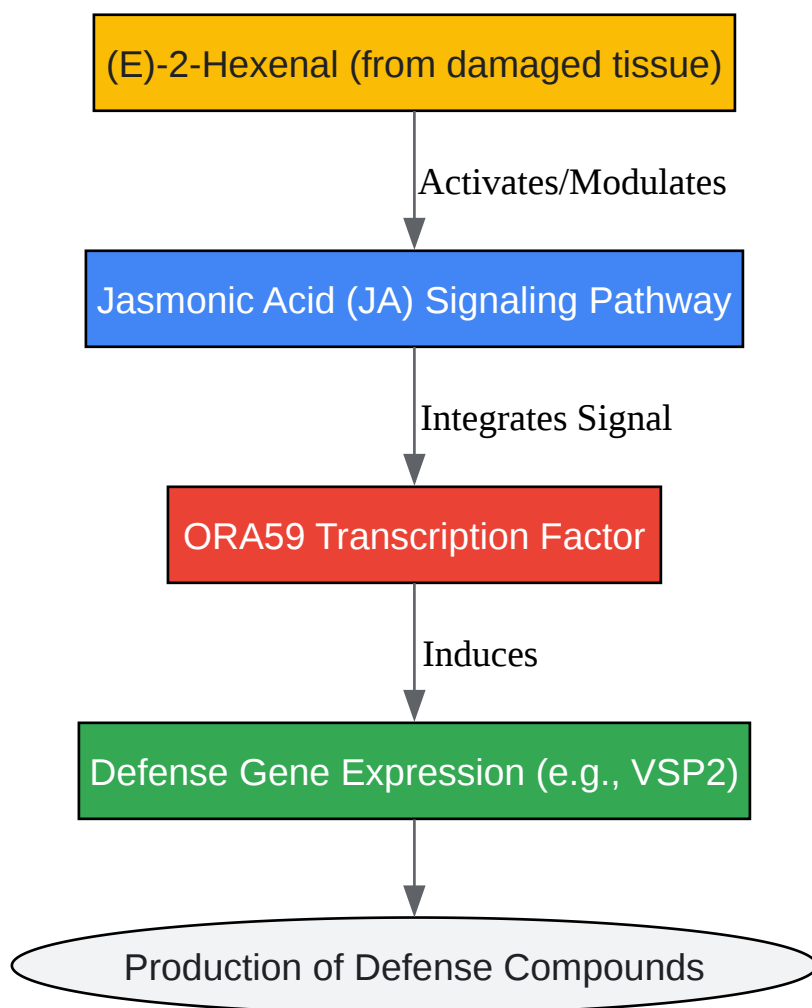 (E)-2-Hexenal (from damaged tissue)
Activates/Modulates
Jasmonic Acid (JA) Signaling Pathway
Integrates Signal
ORA59 Transcription Factor
Induces
Defense Gene Expression (e.g., VSP2)
Production of Defense Compounds